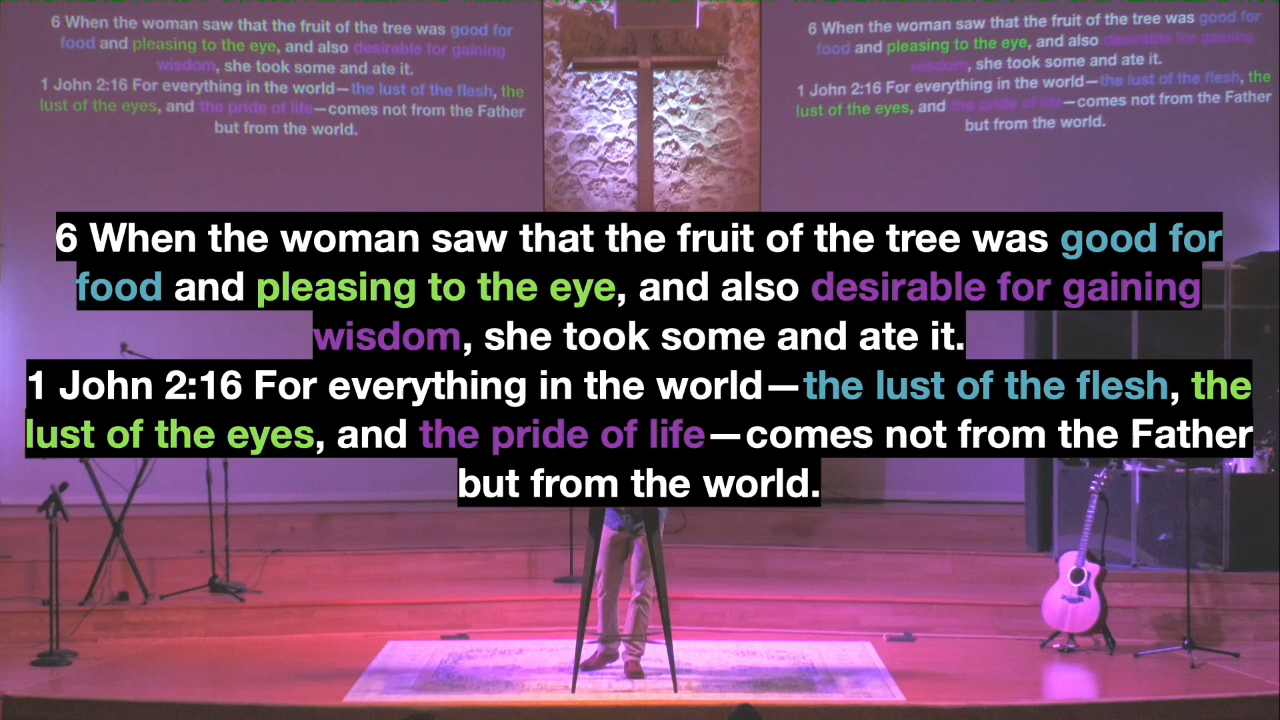 6 When the woman saw that the fruit of the tree was good for
food and pleasing to the eye, and also desirable for gaining
wisdom, she took some and ate it.
1 John 2:16 For everything in the world—the lust of the flesh, the
lust of the eyes, and the pride of life—comes not from the Father
but from the world.
6 When the woman saw that the fruit of the tree was good for
food and pleasing to the eye, and also desirable for gaining
wisdom, she took some and ate it.
1 John 2:16 For everything in the world—the lust of the flesh, the
lust of the eyes, and the pride of life—comes not from the Father
but from the world.
6 When the woman saw that the fruit of the tree was good for
food and pleasing to the eye, and also desirable for gaining
wisdom, she took some and ate it.
1 John 2:16 For everything in the world—the lust of the flesh, the
lust of the eyes, and the pride of life—comes not from the Father
but from the world.